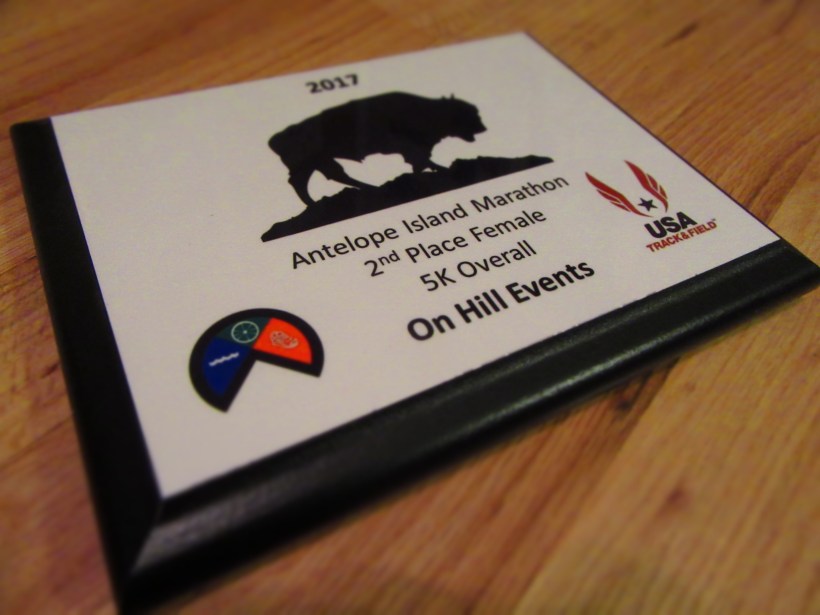 2017
Antelope Island Marathon
2nd Place Female
5K Overall
On Hill Events
USA
TRACK&FIELD